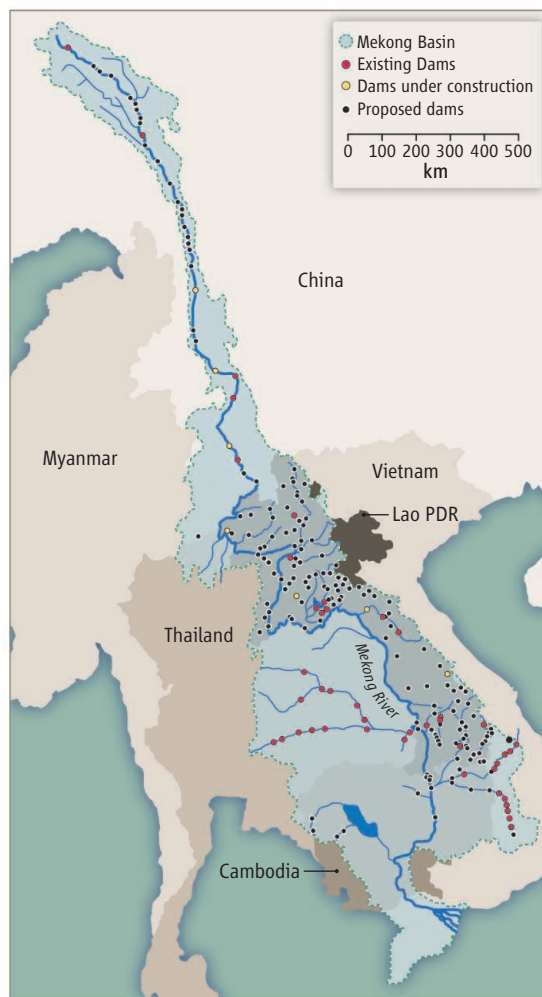 Mekong Basin
Existing Dams
Dams under construction
Proposed dams
0 100 200 300 400 500
km
China
Myanmar
Vietnam
Lao PDR
Thailand
Mekong River
Cambodia